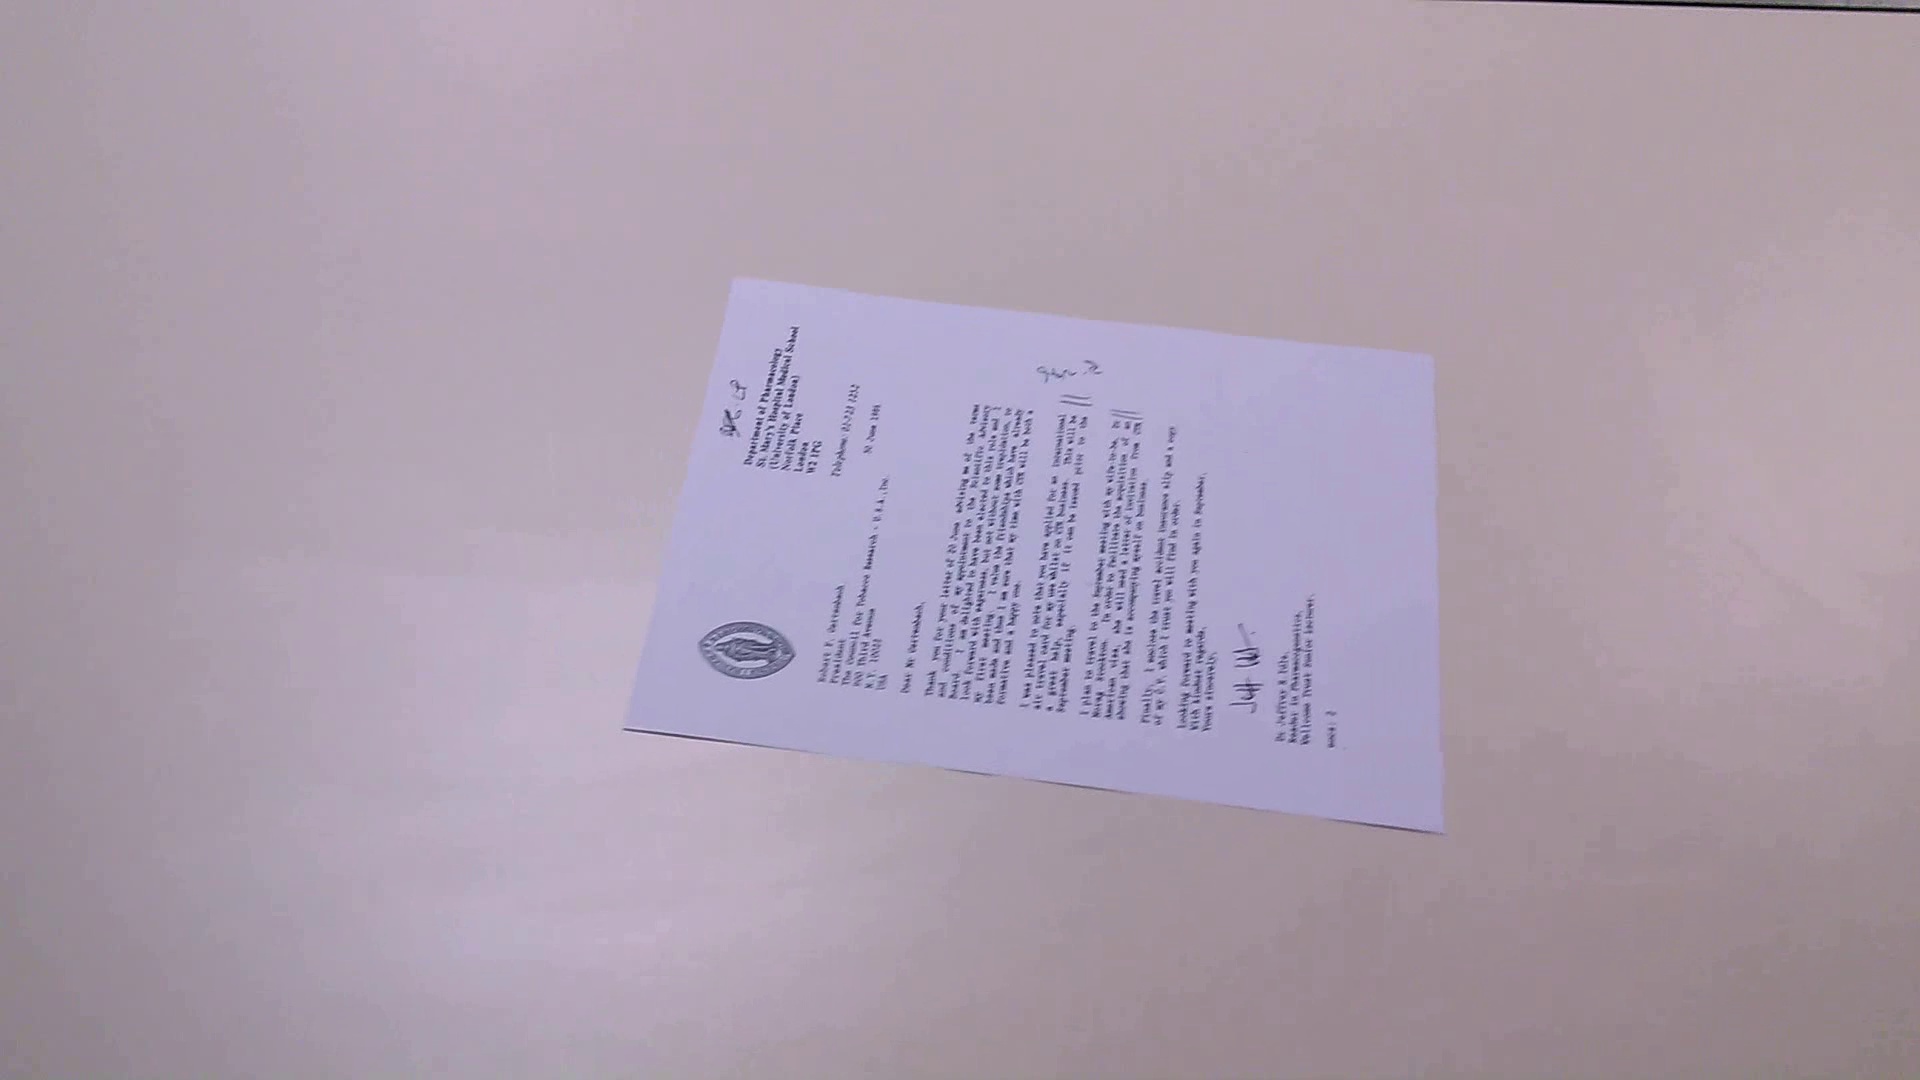 Department of Pharmacology
St. Mary's Hospital Medical School
(University of London)
Norfolk Place
London
W2 1PG
Telephone: 01-723 1252
30 June 198
Robert F.
President
The Council for Tobacco Research - U.S.A., Inc.
900 Third Avenue
N.Y. 10022
USA
Dear Mr
Thank you for your letter of 20 June advising me of the terms
and conditions of my appointment to the Scientific Advisory
Board. I am delighted to have been elected to this role and I
look forward with eagerness, but not without some trepidation, to
my first meeting. I value the friendships which have already
been made and thus I am sure that my time with CTR will be both a
formative and a happy one.
I was pleased to note that you have applied for an International
air travel card for my use whilst on CTR business. This will be
a great help, especially if it can be issued prior to the
September meeting.
I plan to travel to the September meeting with my wife-to-be,
In order to facilitate the acquisition of an
American visa, she will need a letter of invitation from CTR
showing that she is accompanying myself on business.
Finally, I enclose the travel accident insurance slip and a copy
of my C.V. which I trust you will find in order.
Looking forward to meeting with you again in September.
With kindest regards,
Yours sincerely,
Dr Jeffrey R. Idle,
Reader in Pharmacogenetics,
Wellcome Trust Senior Lecturer.